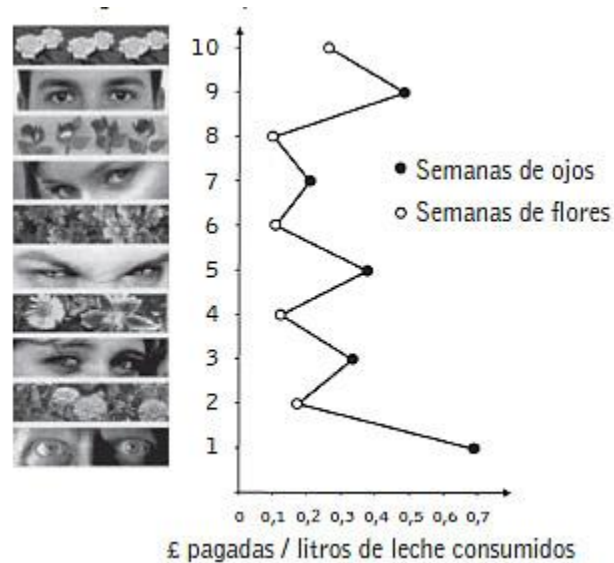 10
9
8
7
6
5
4
3
2
1
Semanas de ojos
Semanas de flores
0 0,1 0,2 0,3 0,4 0,5 0,6 0,7
£ pagadas / litros de leche consumidos